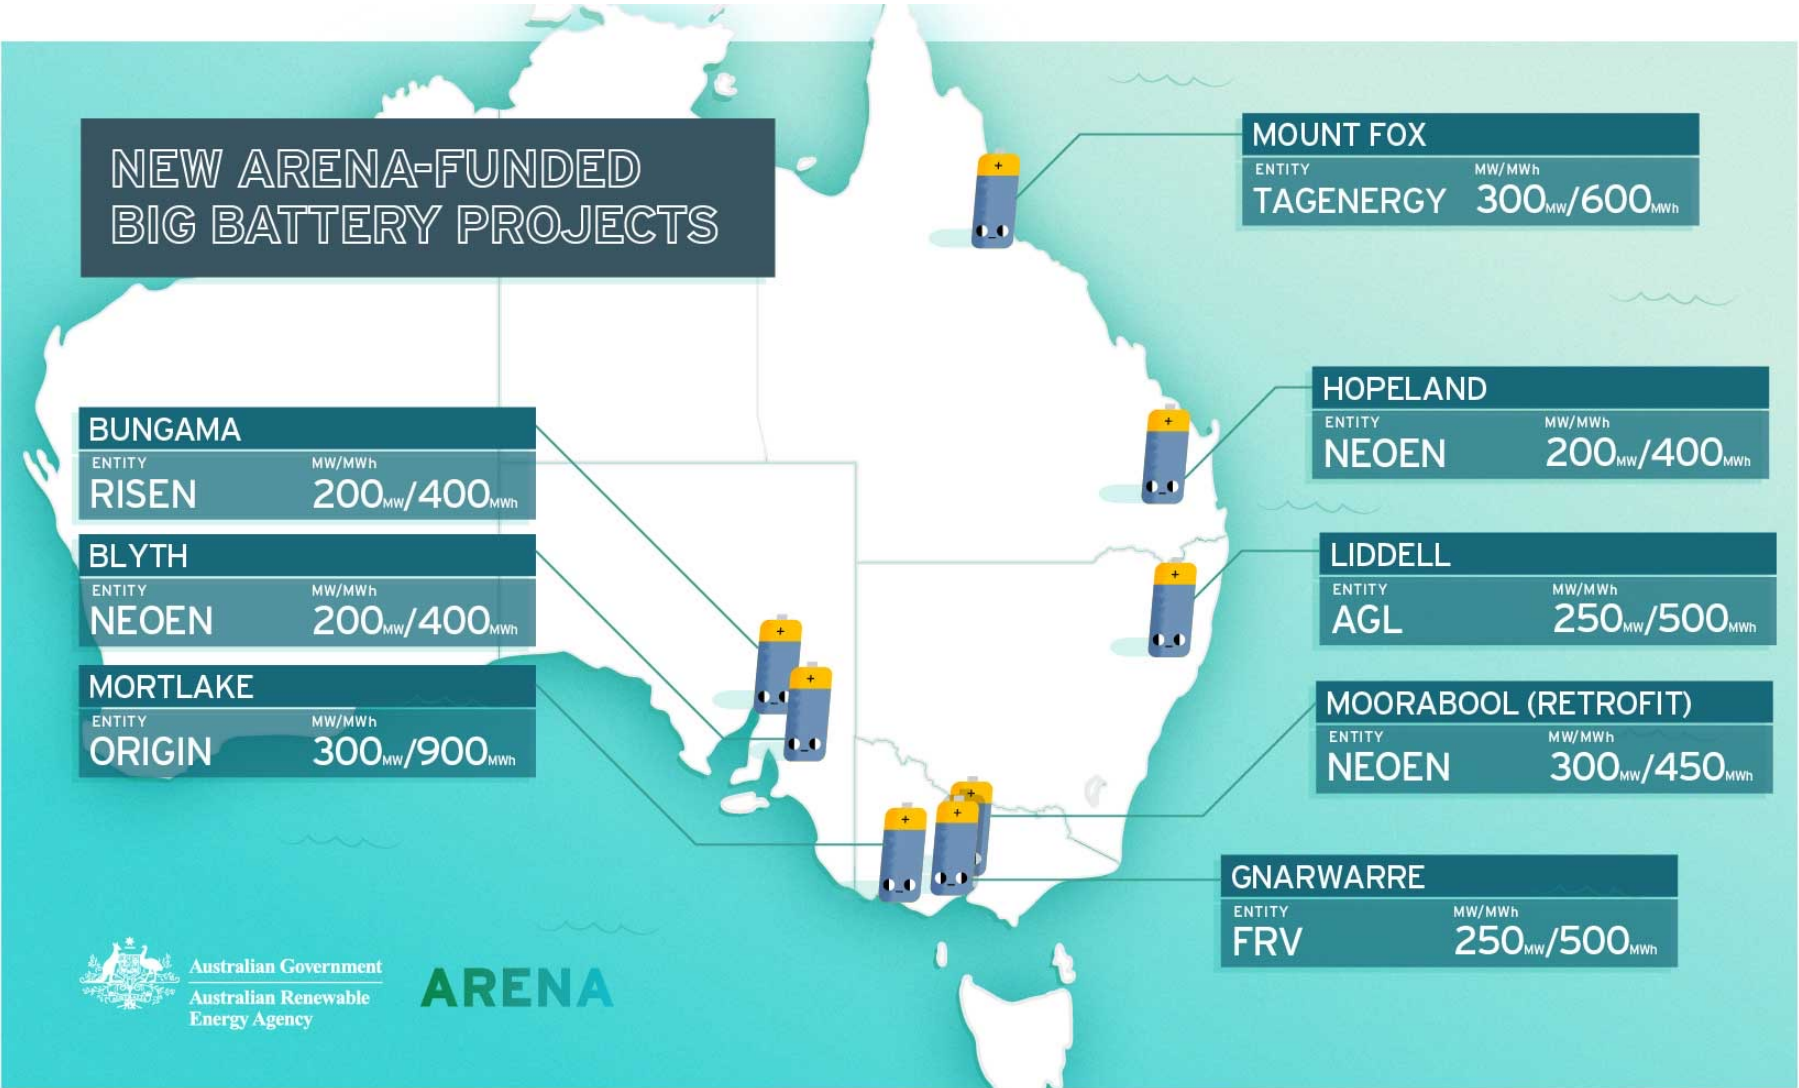 NEW ARENA-FUNDED
BIG BATTERY PROJECTS
MOUNT FOX
ENTITY MW/MWh
TAGENERGY 300MW/600MWh
HOPELAND
ENTITY MW/MWh
NEOEN 200MW/400MWh
BUNGAMA
ENTITY MW/MWh
RISEN 200MW/400MWh
BLYTH
ENTITY MW/MWh
NEOEN 200MW/400MWh
LIDDELL
ENTITY MW/MWh
AGL 250MW/500MWh
MORTLAKE
ENTITY MW/MWh
ORIGIN 300MW/900MWh
MOORABOOL (RETROFIT)
ENTITY MW/MWh
NEOEN 300MW/450MWh
GNARWARRE
ENTITY MW/MWh
FRV 250MW/500MWh
Australian Government
Australian Renewable
Energy Agency
ARENA